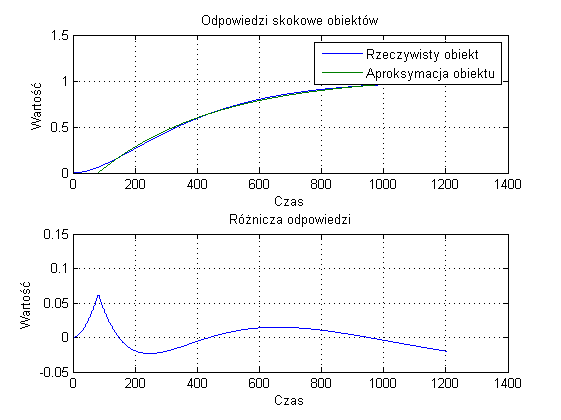 Odpowiedzi skokowe obiektów
1.5
1
0.5
0
Wartość
Rzeczywisty obiekt
Aproksymacja obiektu
0 200 400 600 800 1000 1200 1400
Czas
Różnicza odpowiedzi
0.15
0.1
0.05
0
-0.05
Wartość
0 200 400 600 800 1000 1200 1400
Czas